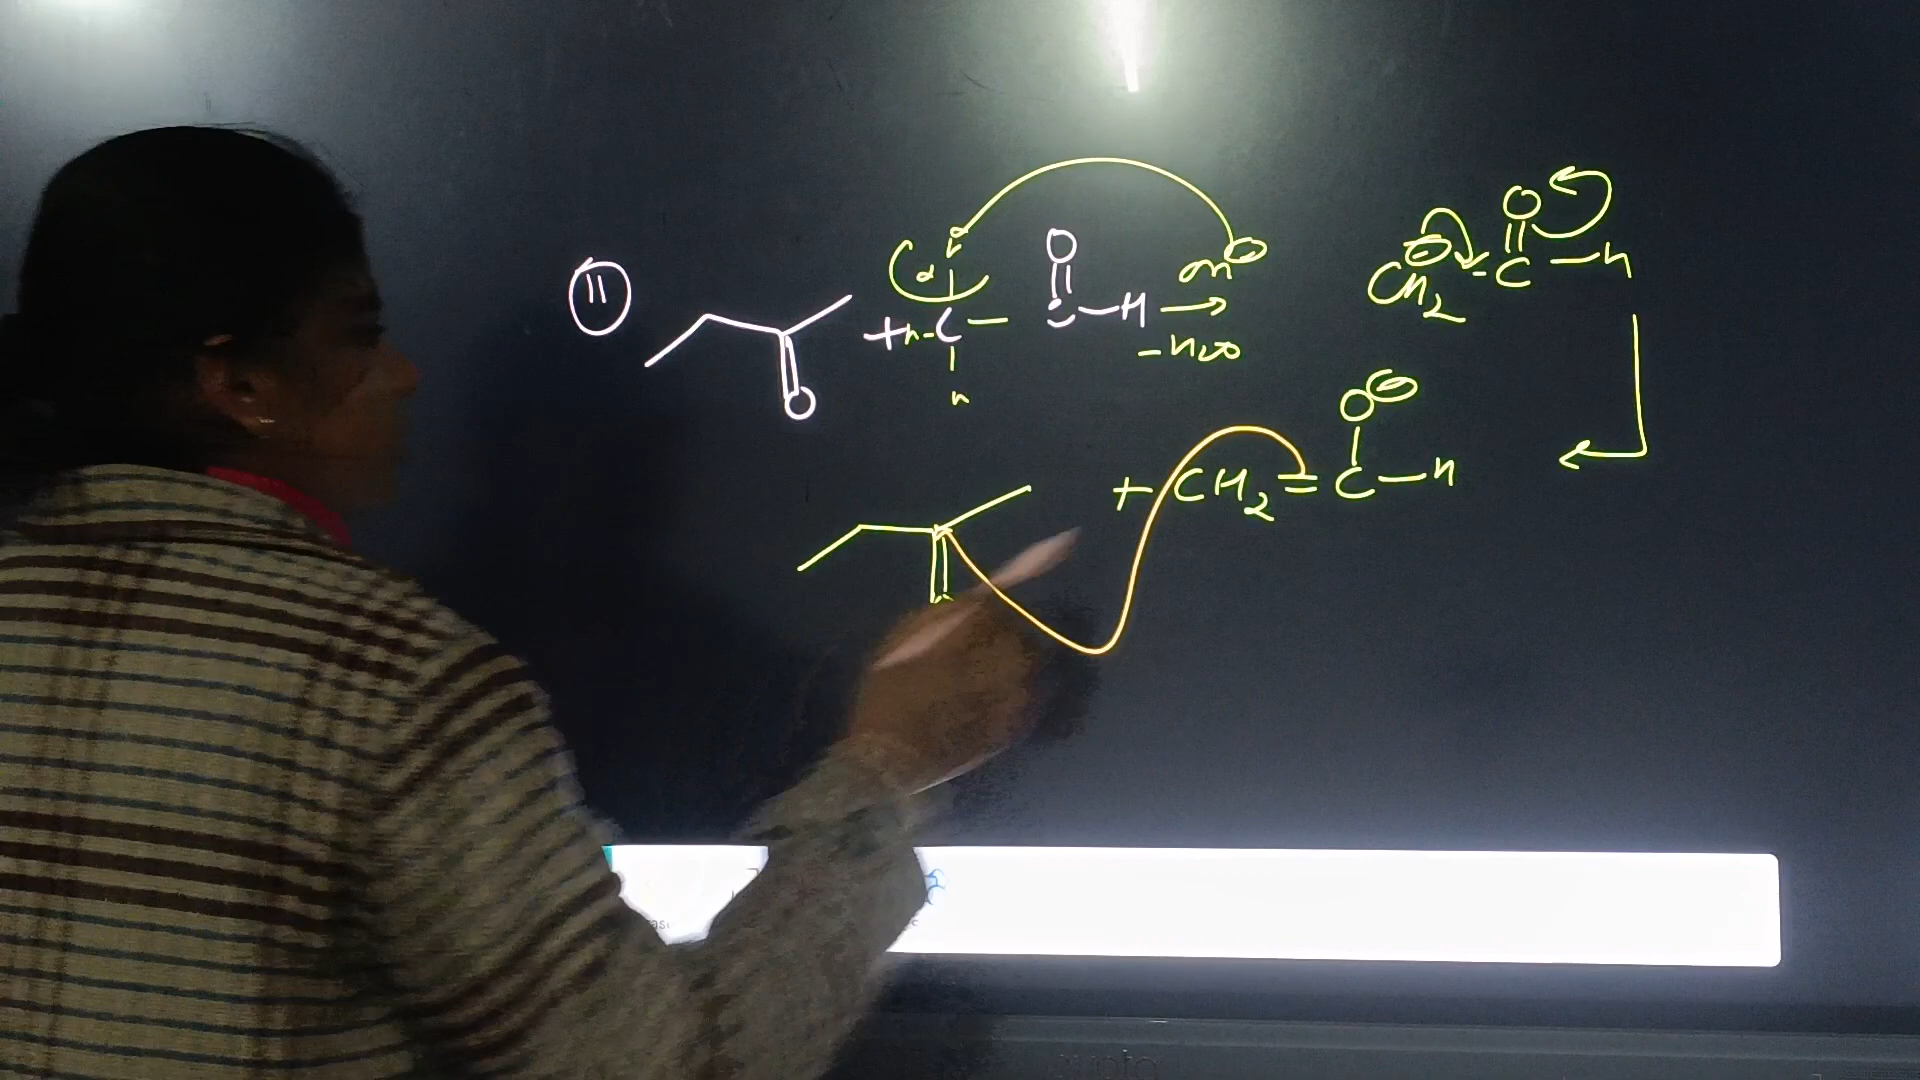 11
O
+ H - C - C - H
α
H
O
OH⊖
- H2O
⊖
CH2 - C - H
O
O⊖
+ CH2 = C - H